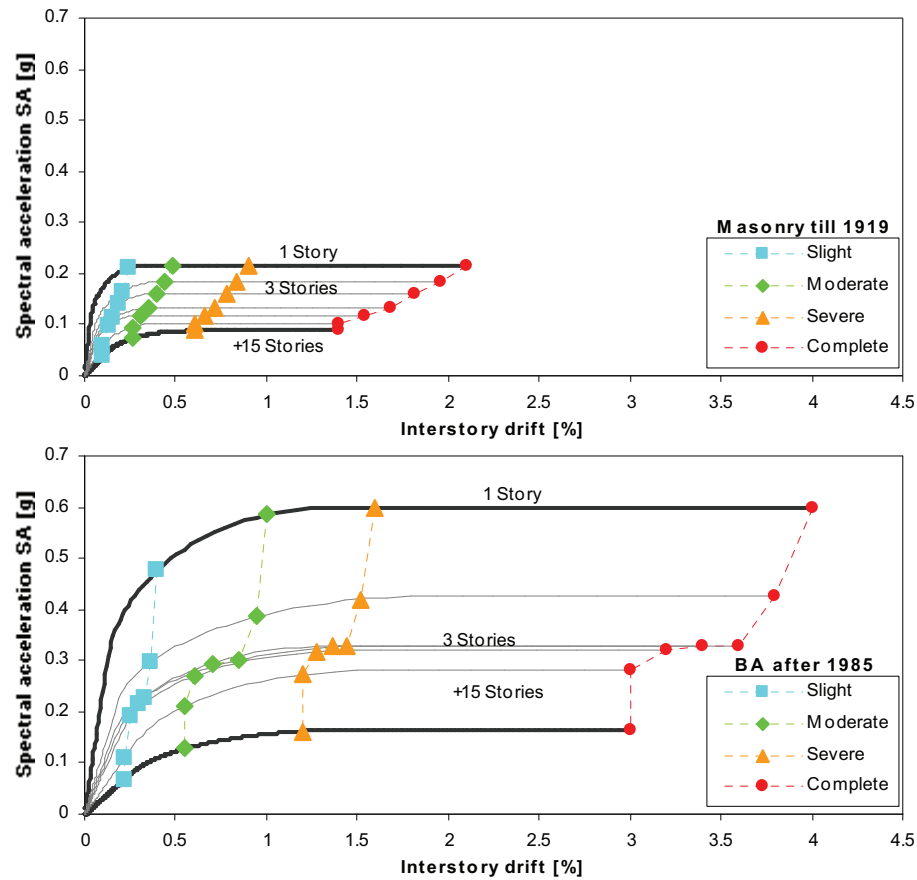 0.7
0.6
0.5
0.4
0.3
0.2
0.1
0
Spectral acceleration SA [g]
1 Story
3 Stories
+15 Stories
Masonry till 1919
Slight
Moderate
Severe
Complete
0 0.5 1 1.5 2 2.5 3 3.5 4 4.5
Interstory drift [%]
0.7
0.6
0.5
0.4
0.3
0.2
0.1
0
Spectral acceleration SA [g]
1 Story
3 Stories
+15 Stories
BA after 1985
Slight
Moderate
Severe
Complete
0 0.5 1 1.5 2 2.5 3 3.5 4 4.5
Interstory drift [%]